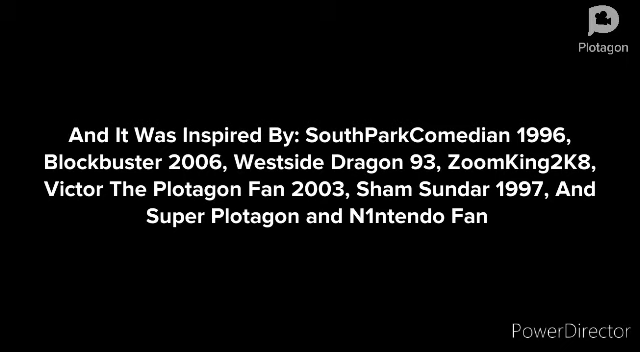 Plotagon
And It Was Inspired By: SouthParkComedian 1996,
Blockbuster 2006, Westside Dragon 93, ZoomKing2K8,
Victor The Plotagon Fan 2003, Sham Sundar 1997, And
Super Plotagon and N1ntendo Fan
PowerDirector